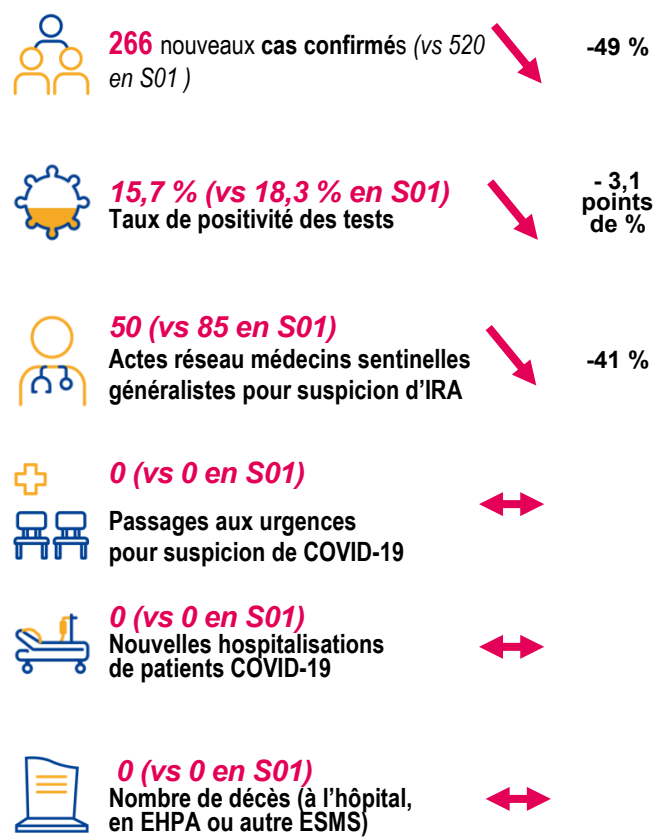 266 nouveaux cas confirmés (vs 520
en S01 )
-49 %
15,7 % (vs 18,3 % en S01)
Taux de positivité des tests
- 3,1
points
de %
50 (vs 85 en S01)
Actes réseau médecins sentinelles
généralistes pour suspicion d'IRA
-41 %
0 (vs 0 en S01)
Passages aux urgences
pour suspicion de COVID-19
0 (vs 0 en S01)
Nouvelles hospitalisations
de patients COVID-19
0 (vs 0 en S01)
Nombre de décès (à l'hôpital,
en EHPA ou autre ESMS)